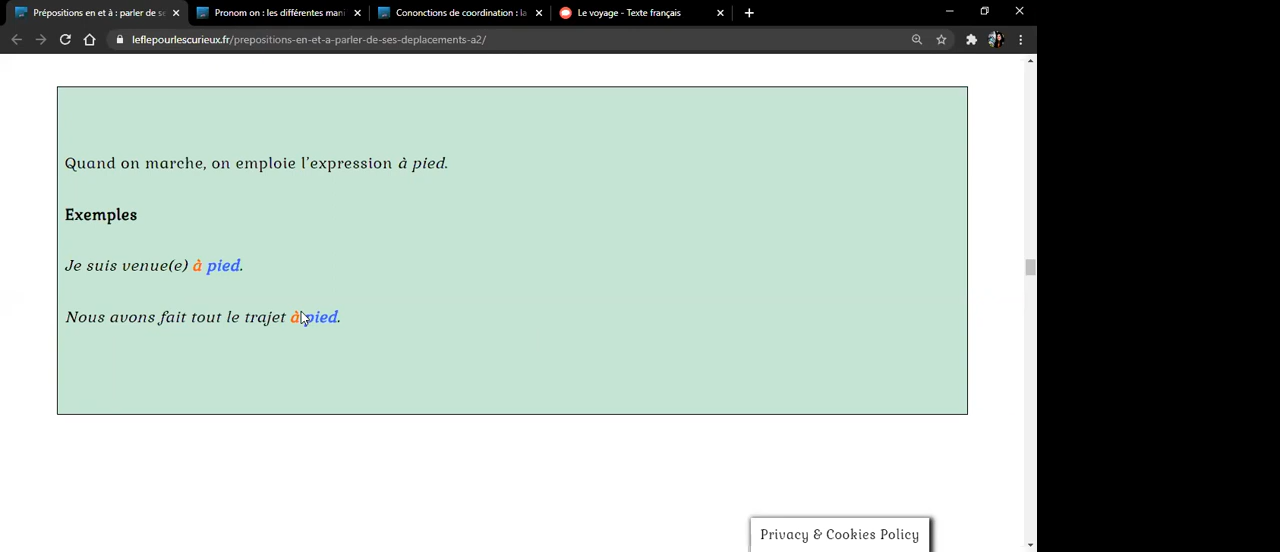 Prépositions en et à : parler de se
Pronom on : les différentes mani
Cononctions de coordination : la
Le voyage - Texte français
leflepourlescurieux.fr/prepositions-en-et-a-parler-de-ses-deplacements-a2/
Quand on marche, on emploie l'expression à pied.
Exemples
Je suis venue(e) à pied.
Nous avons fait tout le trajet à pied.
Privacy & Cookies Policy